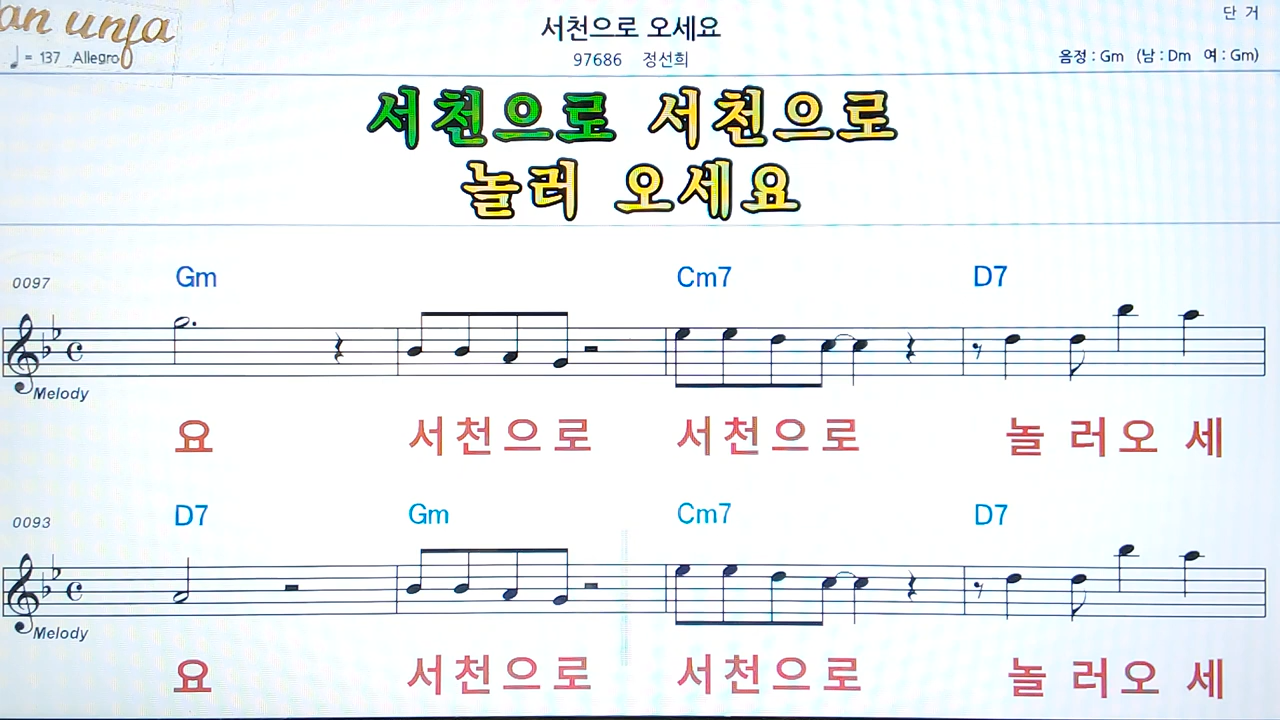 단 거
서천으로 오세요
♩= 137 Allegro
97686 정선희
음정 : Gm (남 : Dm 여 : Gm)
서천으로 서천으로
놀러 오세요
0097
Gm Cm7 D7
Melody
요 서천으로 서천으로 놀러오세
0093
D7 Gm Cm7 D7
Melody
요 서천으로 서천으로 놀러오세